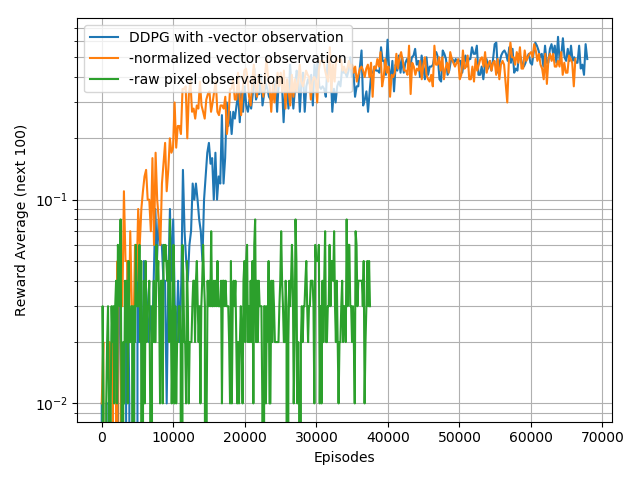 DDPG with -vector observation
-normalized vector observation
-raw pixel observation
Reward Average (next 100)
10⁻¹
10⁻²
0 10000 20000 30000 40000 50000 60000 70000
Episodes